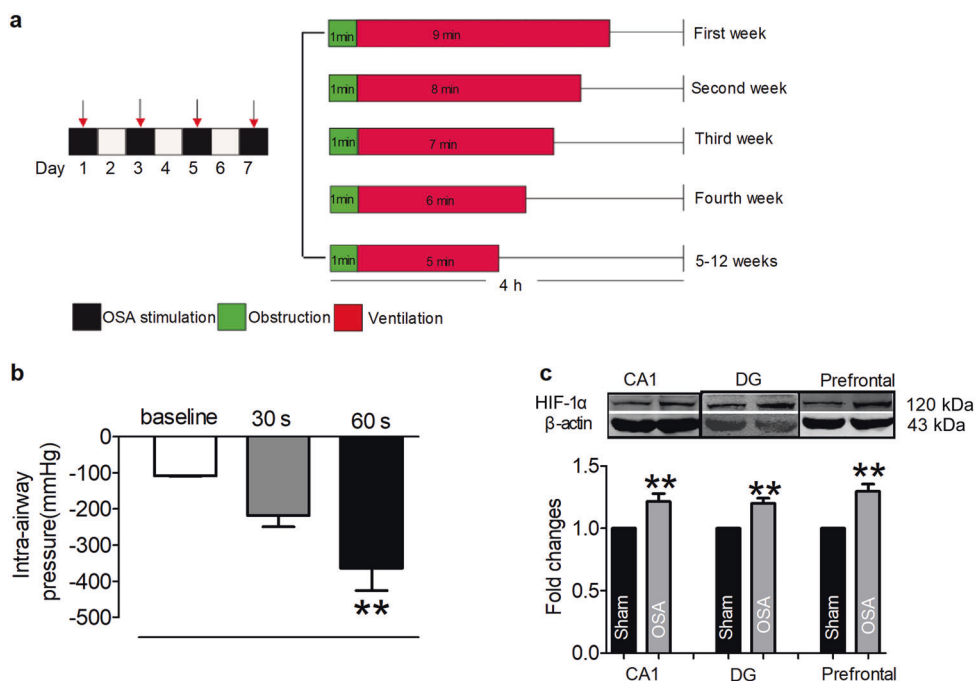 a
1min 9 min First week
1min 8 min Second week
1min 7 min Third week
1min 6 min Fourth week
1min 5 min 5-12 weeks
Day 1 2 3 4 5 6 7
4 h
OSA stimulation Obstruction Ventilation
b
baseline 30 s 60 s
Intra-airway
pressure(mmHg)
0
-100
-200
-300
-400
-500
**
c
CA1 DG Prefrontal
HIF-1α 120 kDa
β-actin 43 kDa
Fold changes
1.5
1.0
0.5
0.0
** ** **
Sham OSA Sham OSA Sham OSA
CA1 DG Prefrontal